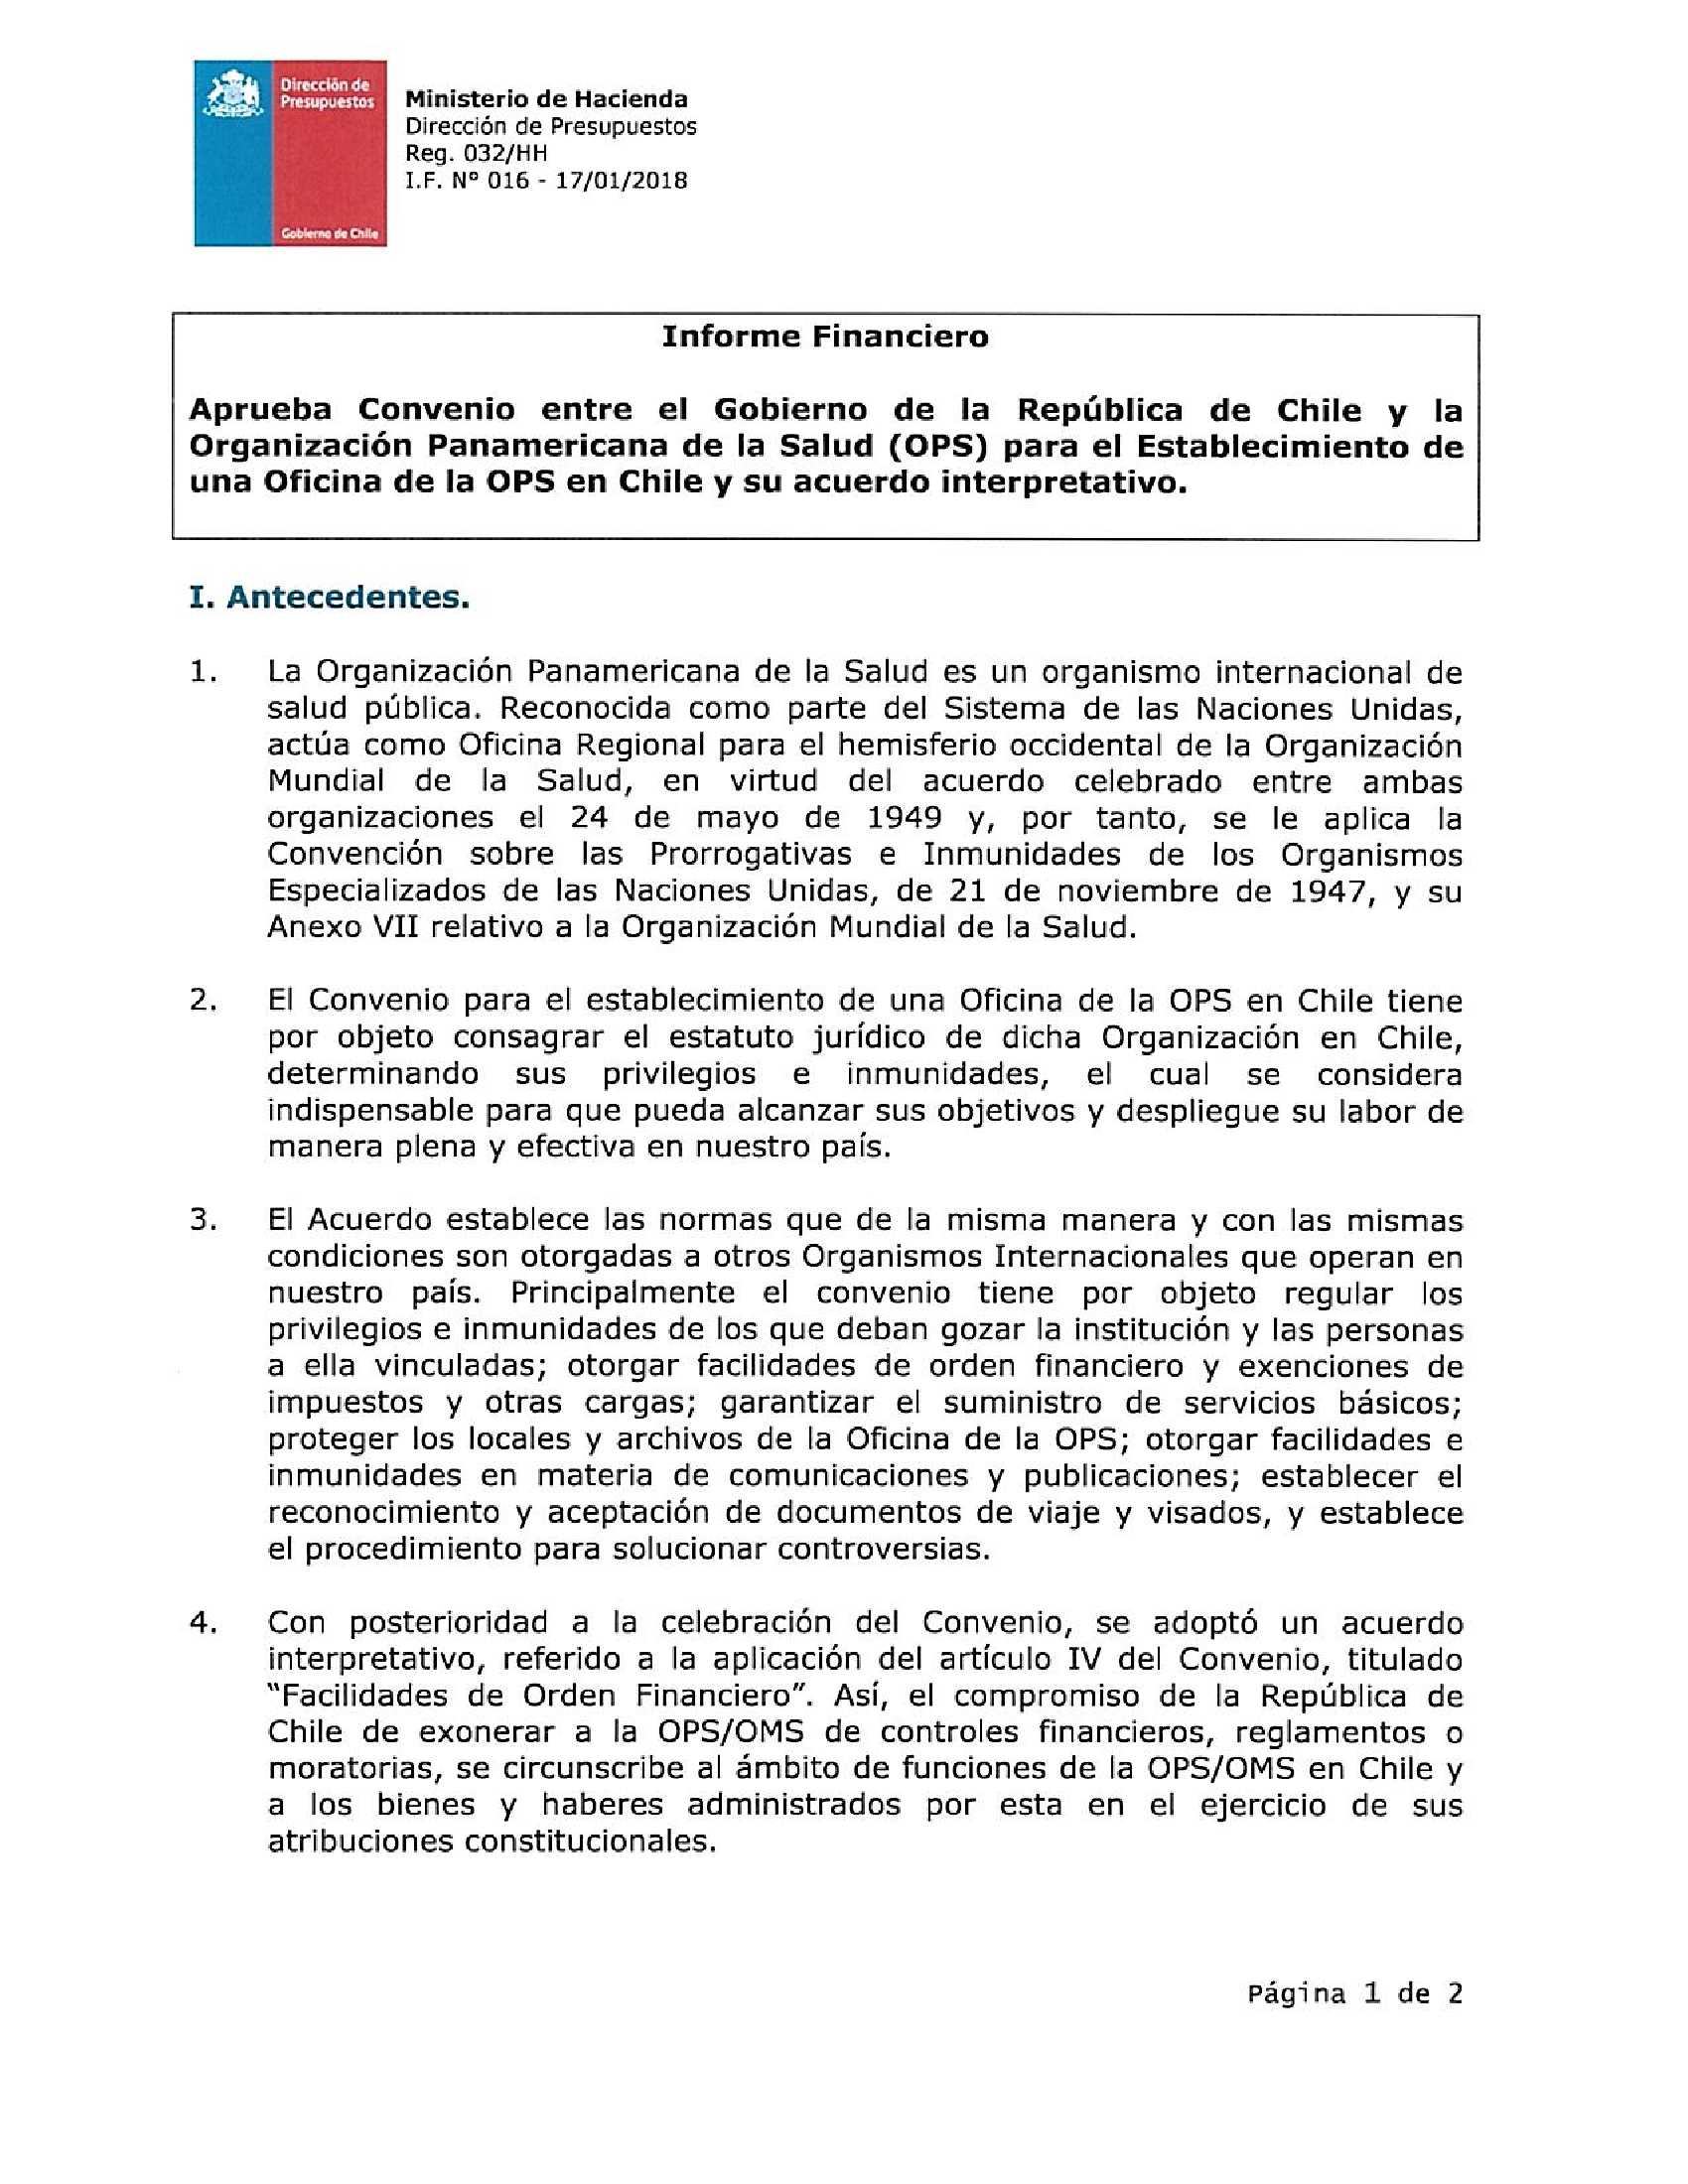 Dirección de
Presupuestos
Gobierno de Chile
Ministerio de Hacienda
Dirección de Presupuestos
Reg. 032/HH
I.F. Nº 016 - 17/01/2018
Informe Financiero
Aprueba Convenio entre el Gobierno de la República de Chile y la
Organización Panamericana de la Salud (OPS) para el Establecimiento de
una Oficina de la OPS en Chile y su acuerdo interpretativo.
I. Antecedentes.
1. La Organización Panamericana de la Salud es un organismo internacional de
salud pública. Reconocida como parte del Sistema de las Naciones Unidas,
actúa como Oficina Regional para el hemisferio occidental de la Organización
Mundial de la Salud, en virtud del acuerdo celebrado entre ambas
organizaciones el 24 de mayo de 1949 y, por tanto, se le aplica la
Convención sobre las Prorrogativas e Inmunidades de los Organismos
Especializados de las Naciones Unidas, de 21 de noviembre de 1947, y su
Anexo VII relativo a la Organización Mundial de la Salud.
2. El Convenio para el establecimiento de una Oficina de la OPS en Chile tiene
por objeto consagrar el estatuto jurídico de dicha Organización en Chile,
determinando sus privilegios e inmunidades, el cual se considera
indispensable para que pueda alcanzar sus objetivos y despliegue su labor de
manera plena y efectiva en nuestro país.
3. El Acuerdo establece las normas que de la misma manera y con las mismas
condiciones son otorgadas a otros Organismos Internacionales que operan en
nuestro país. Principalmente el convenio tiene por objeto regular los
privilegios e inmunidades de los que deban gozar la institución y las personas
a ella vinculadas; otorgar facilidades de orden financiero y exenciones de
impuestos y otras cargas; garantizar el suministro de servicios básicos;
proteger los locales y archivos de la Oficina de la OPS; otorgar facilidades e
inmunidades en materia de comunicaciones y publicaciones; establecer el
reconocimiento y aceptación de documentos de viaje y visados, y establece
el procedimiento para solucionar controversias.
4. Con posterioridad a la celebración del Convenio, se adoptó un acuerdo
interpretativo, referido a la aplicación del artículo IV del Convenio, titulado
"Facilidades de Orden Financiero". Así, el compromiso de la República de
Chile de exonerar a la OPS/OMS de controles financieros, reglamentos o
moratorias, se circunscribe al ámbito de funciones de la OPS/OMS en Chile y
a los bienes y haberes administrados por esta en el ejercicio de sus
atribuciones constitucionales.
Página 1 de 2